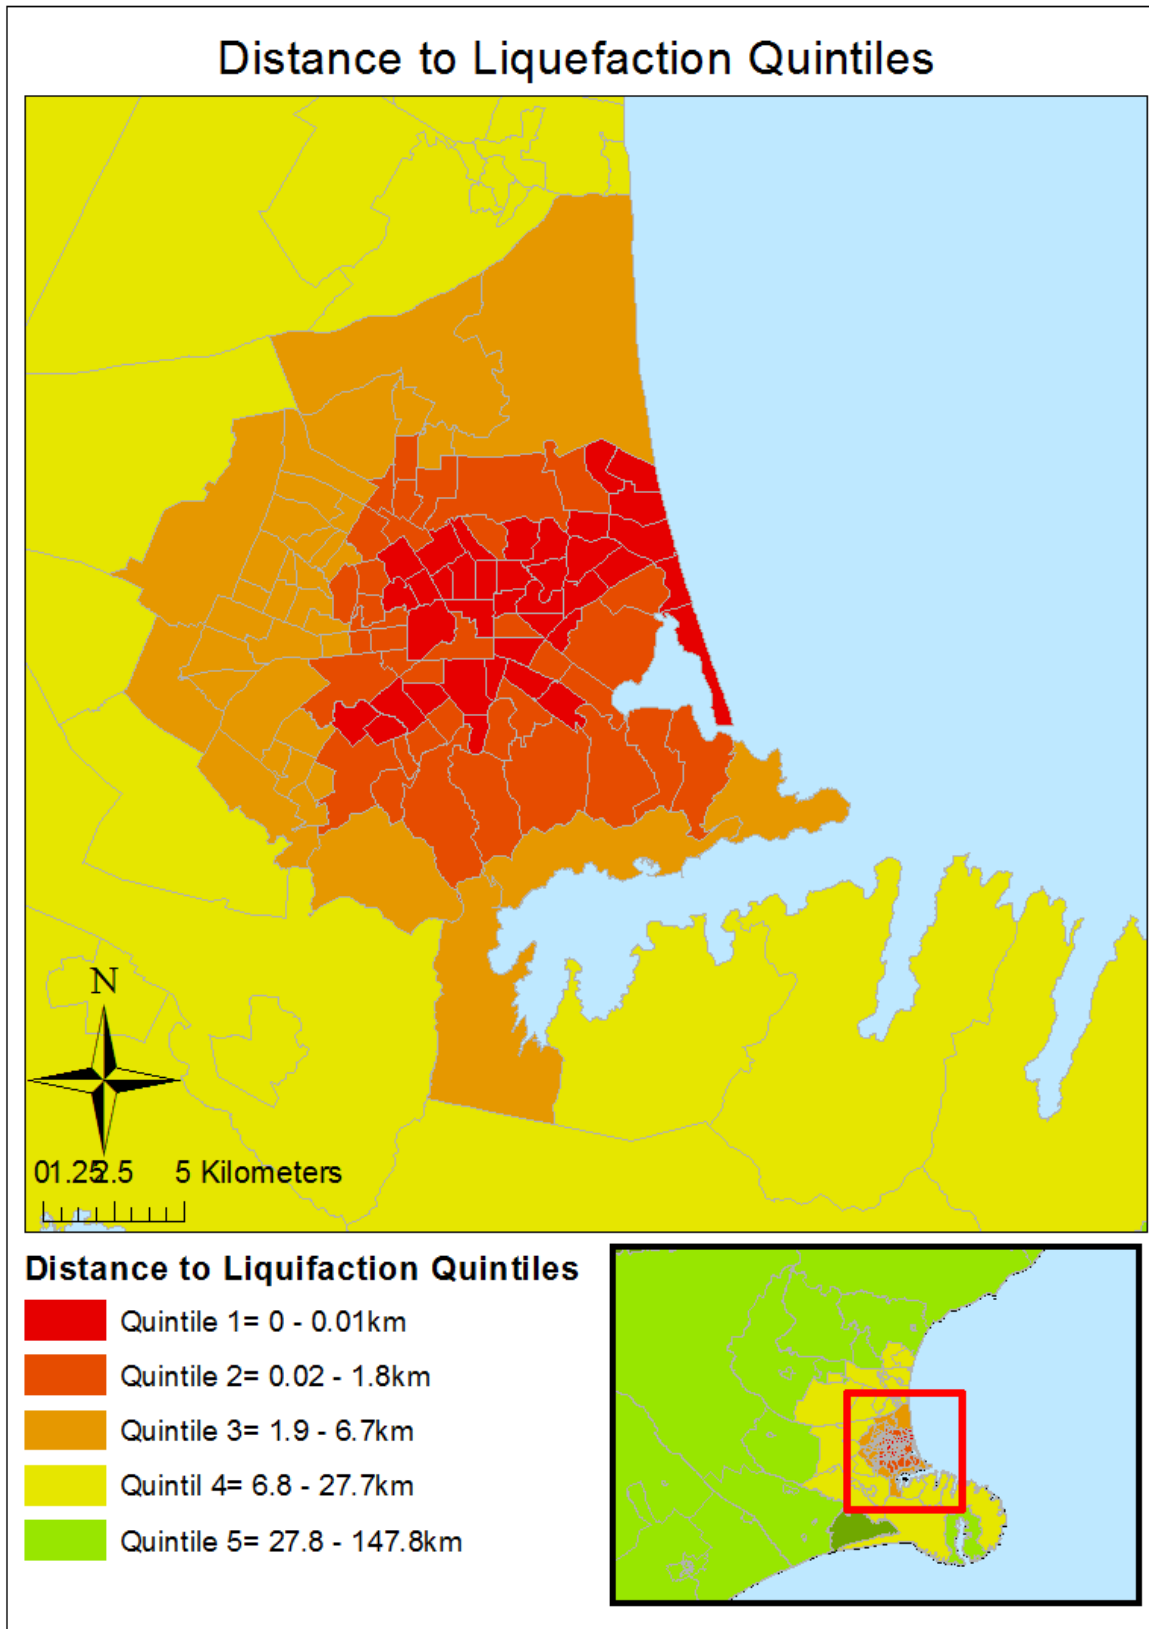 Distance to Liquefaction Quintiles
N
01.252.5 5 Kilometers
Distance to Liquifaction Quintiles
Quintile 1= 0 - 0.01km
Quintile 2= 0.02 - 1.8km
Quintile 3= 1.9 - 6.7km
Quintil 4= 6.8 - 27.7km
Quintile 5= 27.8 - 147.8km